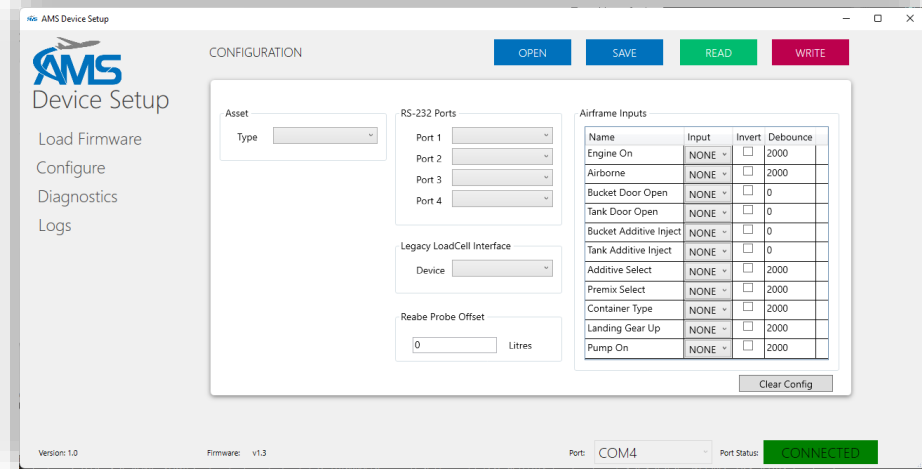 AMS Device Setup
AMS
Device Setup
Load Firmware
Configure
Diagnostics
Logs
CONFIGURATION
OPEN SAVE READ WRITE
Asset
Type
RS-232 Ports
Port 1
Port 2
Port 3
Port 4
Legacy LoadCell Interface
Device
Reabe Probe Offset
0 Litres
Airframe Inputs
Name Input Invert Debounce
Engine On NONE 2000
Airborne NONE 2000
Bucket Door Open NONE 0
Tank Door Open NONE 0
Bucket Additive Inject NONE 0
Tank Additive Inject NONE 0
Additive Select NONE 2000
Premix Select NONE 2000
Container Type NONE 2000
Landing Gear Up NONE 2000
Pump On NONE 2000
Clear Config
Version: 1.0 Firmware: v1.3 Port: COM4 Port Status: CONNECTED